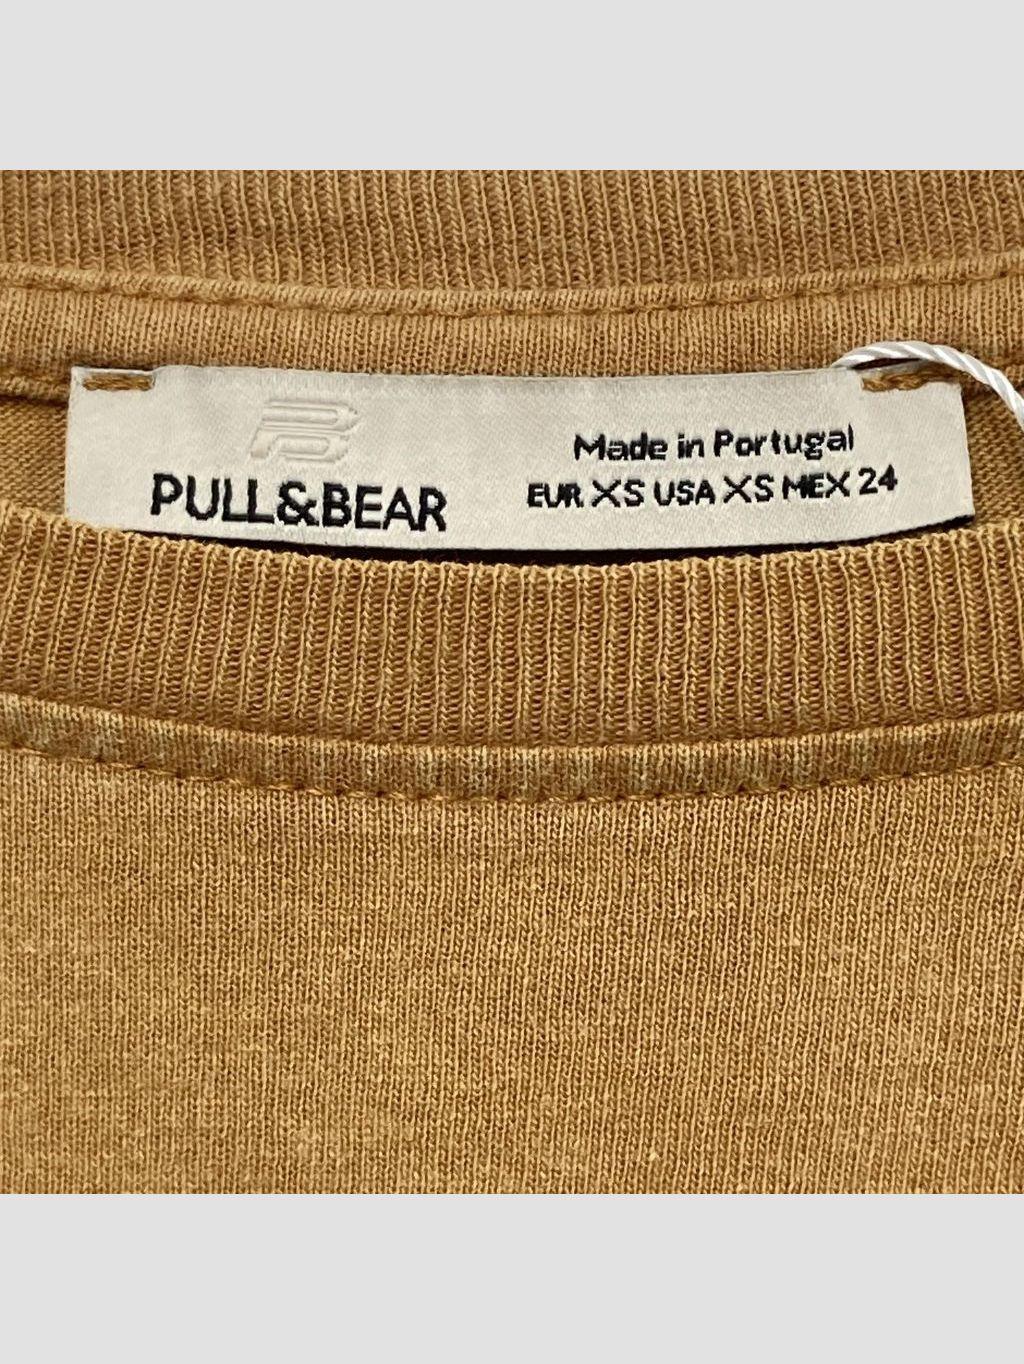 PULL&BEAR
Made in Portugal
EUR XS USA XS MEX 24